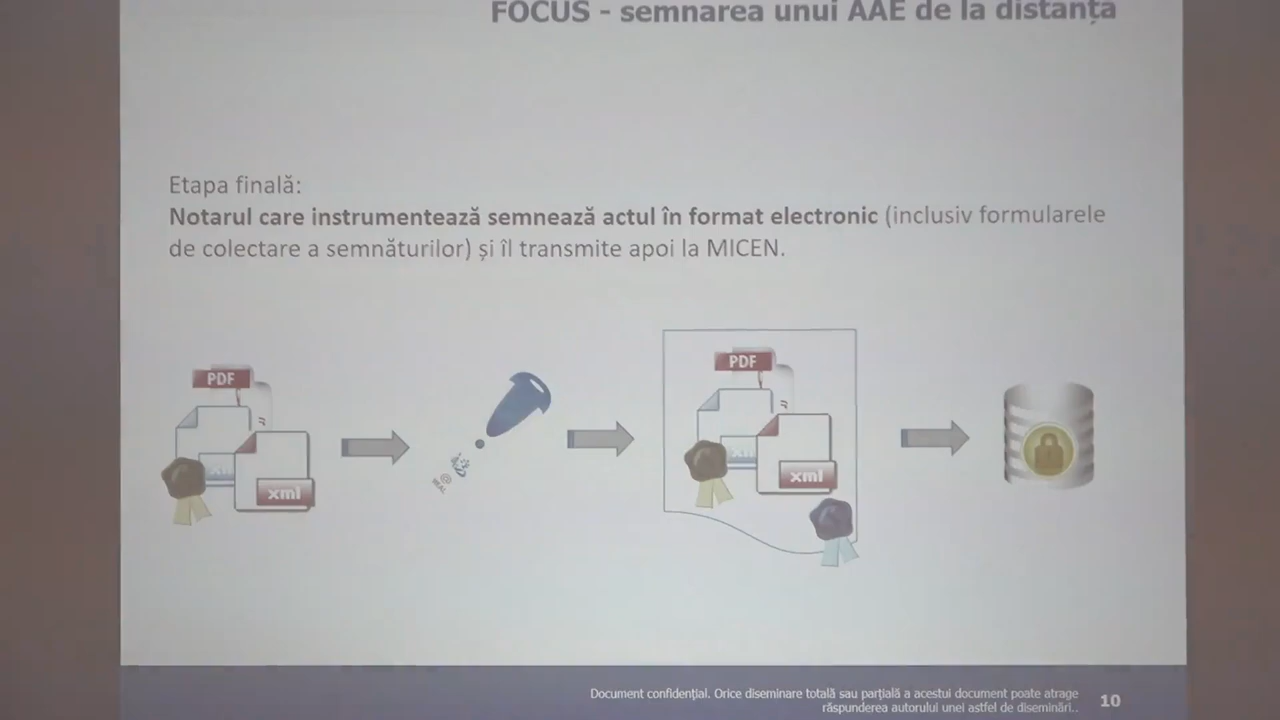 FOCUS - semnarea unui AAE de la distanța
Etapa finală:
Notarul care instrumentează semnează actul în format electronic (inclusiv formularele
de colectare a semnăturilor) și îl transmite apoi la MICEN.
PDF
xml
PDF
xml
Document confidențial. Orice diseminare totală sau parțială a acestui document poate atrage
răspunderea autorului unei astfel de diseminări..
10